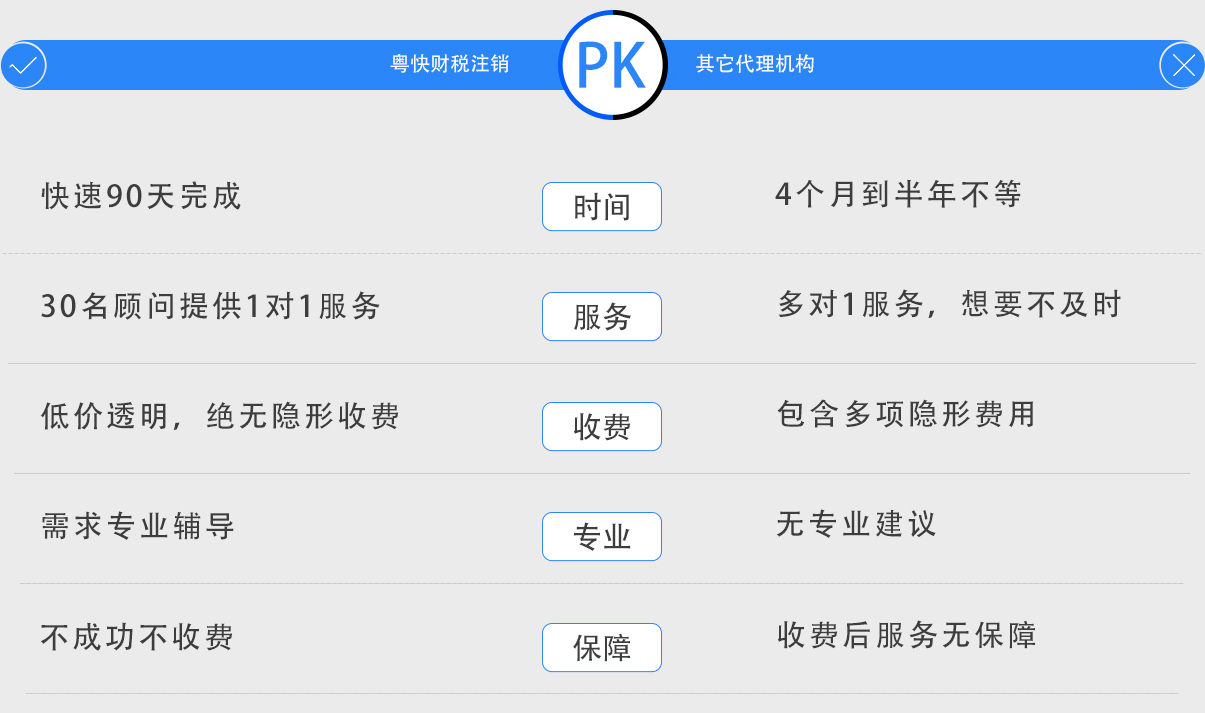 粤快财税注销 PK 其它代理机构
快速90天完成 时间 4个月到半年不等
30名顾问提供1对1服务 服务 多对1服务，想要不及时
低价透明，绝无隐形收费 收费 包含多项隐形费用
需求专业辅导 专业 无专业建议
不成功不收费 保障 收费后服务无保障